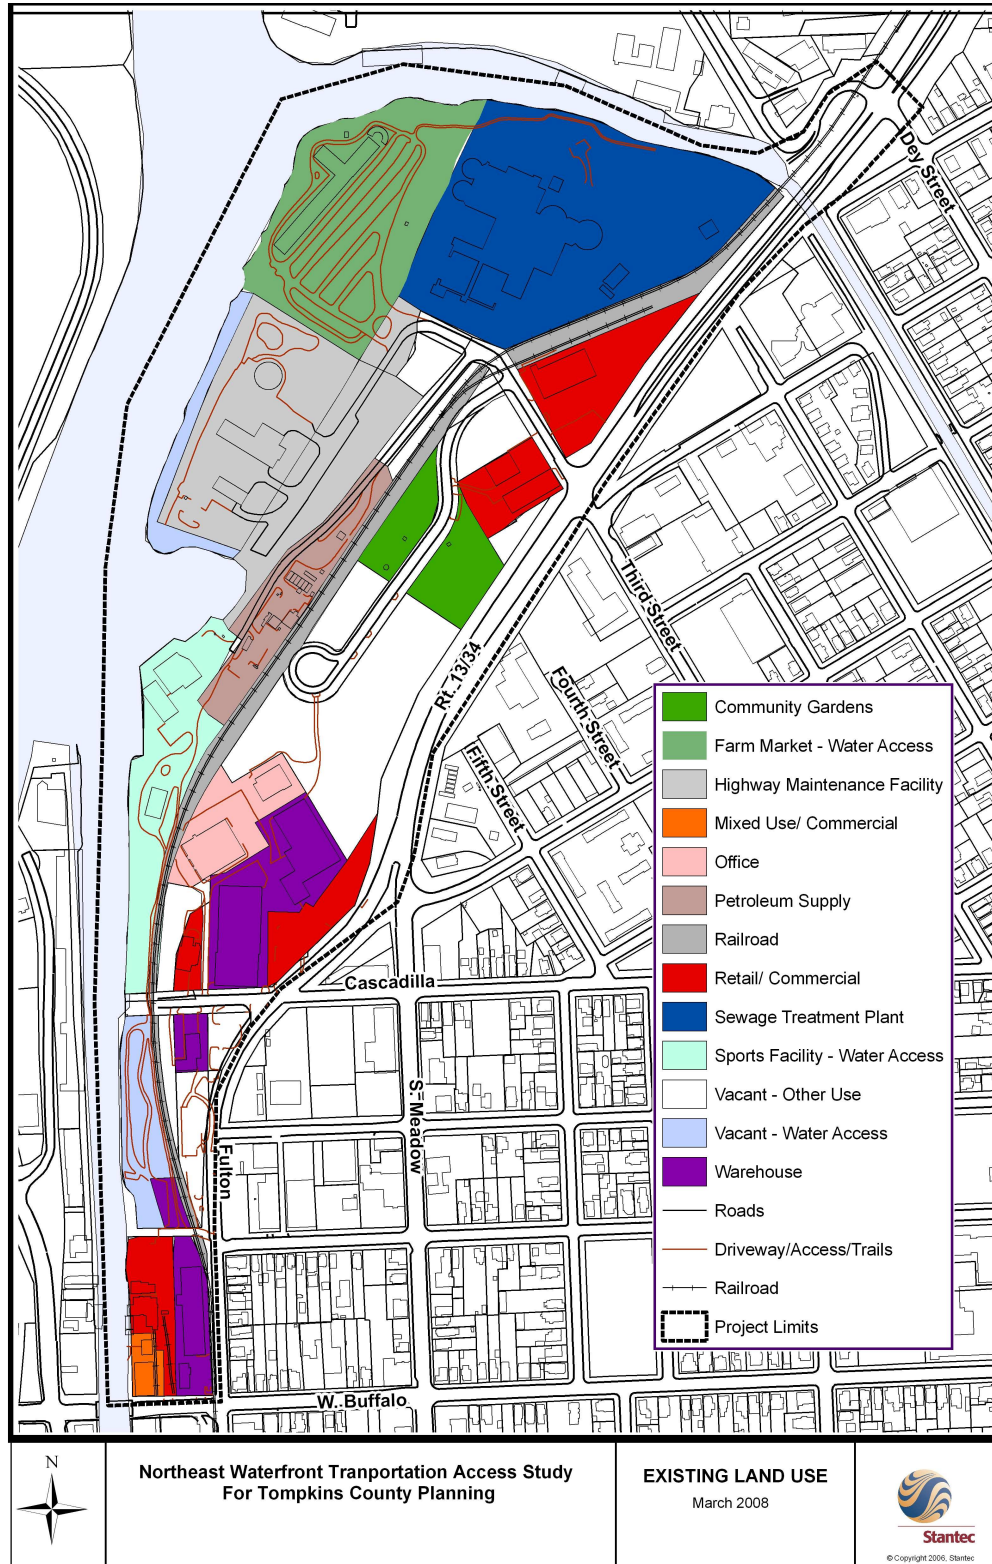 Dey Street
Third Street
Rt. 13/34
Fourth Street
Fifth Street
Cascadilla
S. Meadow
Fulton
W. Buffalo
Community Gardens
Farm Market - Water Access
Highway Maintenance Facility
Mixed Use/ Commercial
Office
Petroleum Supply
Railroad
Retail/ Commercial
Sewage Treatment Plant
Sports Facility - Water Access
Vacant - Other Use
Vacant - Water Access
Warehouse
Roads
Driveway/Access/Trails
Railroad
Project Limits
N
Northeast Waterfront Tranportation Access Study
For Tompkins County Planning
EXISTING LAND USE
March 2008
Stantec
© Copyright 2006, Stantec